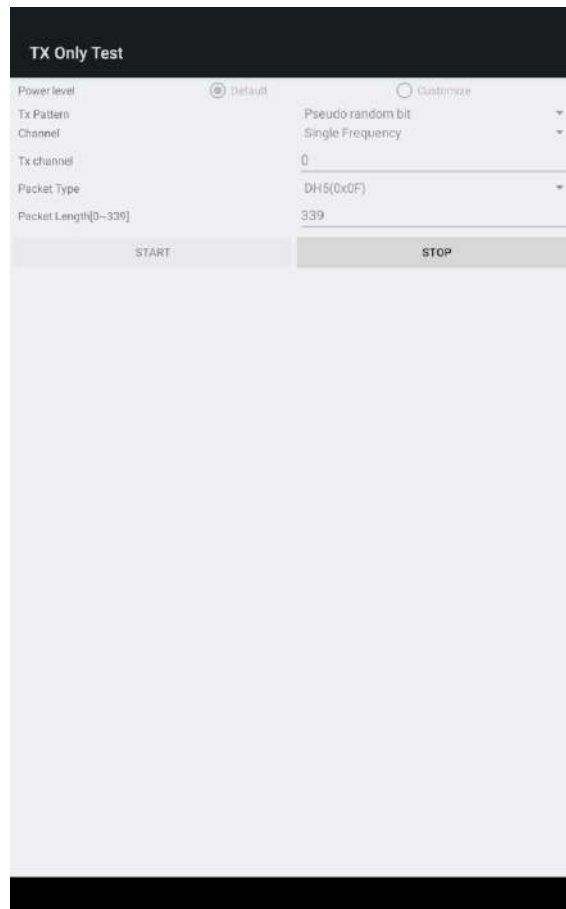 TX Only Test
Power level Default Customize
Tx Pattern Pseudo random bit
Channel Single Frequency
Tx channel 0
Packet Type DH5(0x0F)
Packet Length[0~339] 339
START STOP